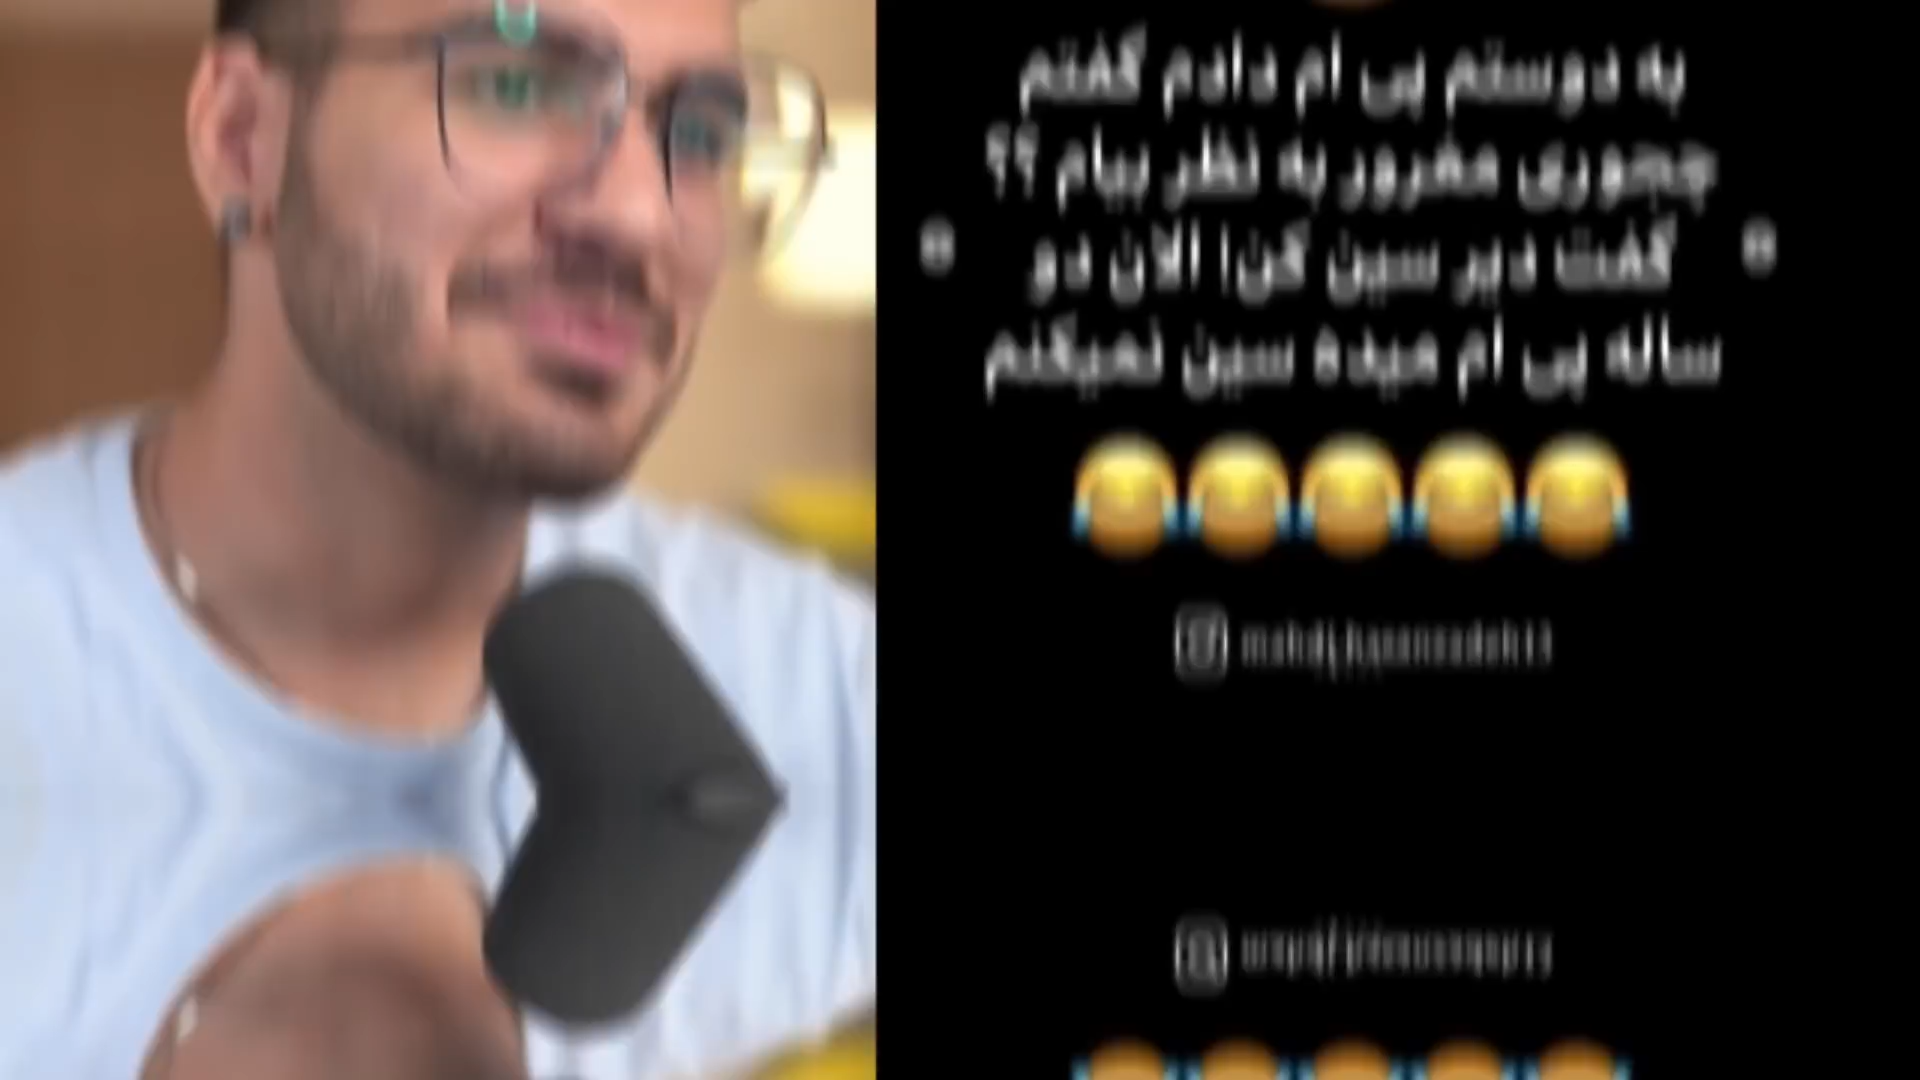 به دوستم پی ام دادم گفتم
چجوری مغرور به نظر بیام ؟؟
گفت دیر سین کن! الان دو
ساله پی ام میده سین نمیکنم